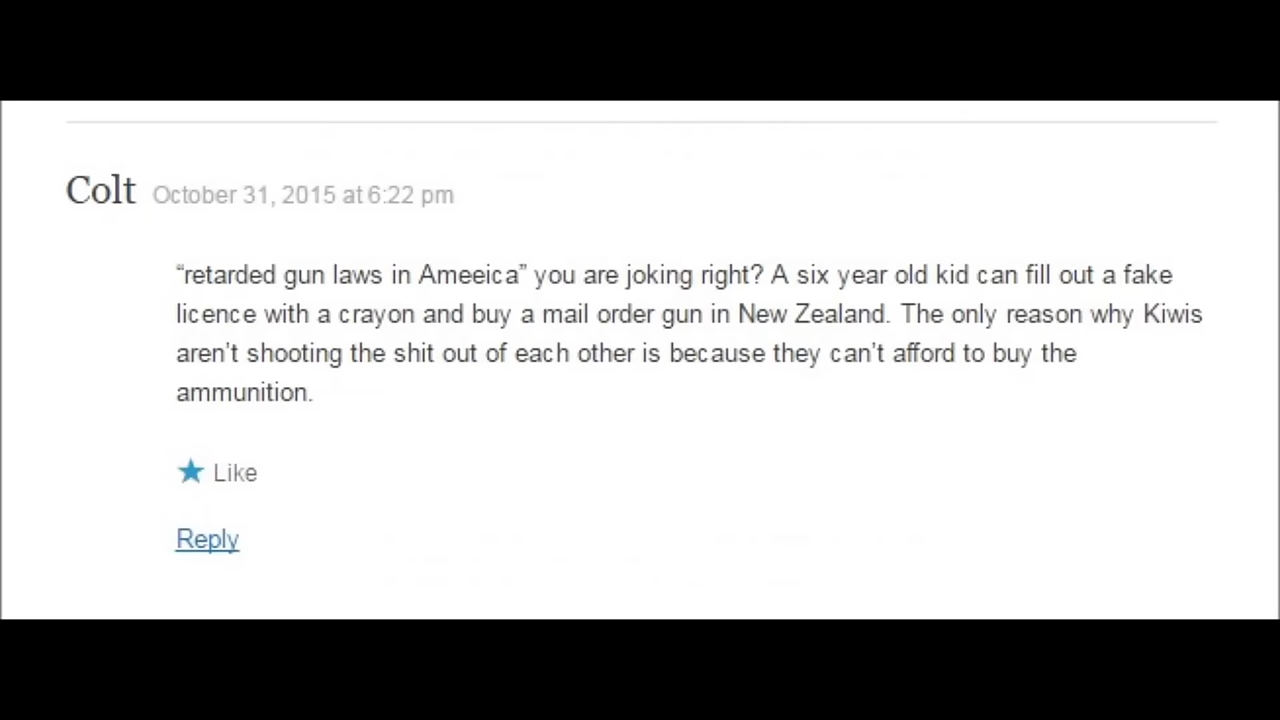 Colt October 31, 2015 at 6:22 pm
“retarded gun laws in Ameeica” you are joking right? A six year old kid can fill out a fake
licence with a crayon and buy a mail order gun in New Zealand. The only reason why Kiwis
aren’t shooting the shit out of each other is because they can’t afford to buy the
ammunition.
Like
Reply